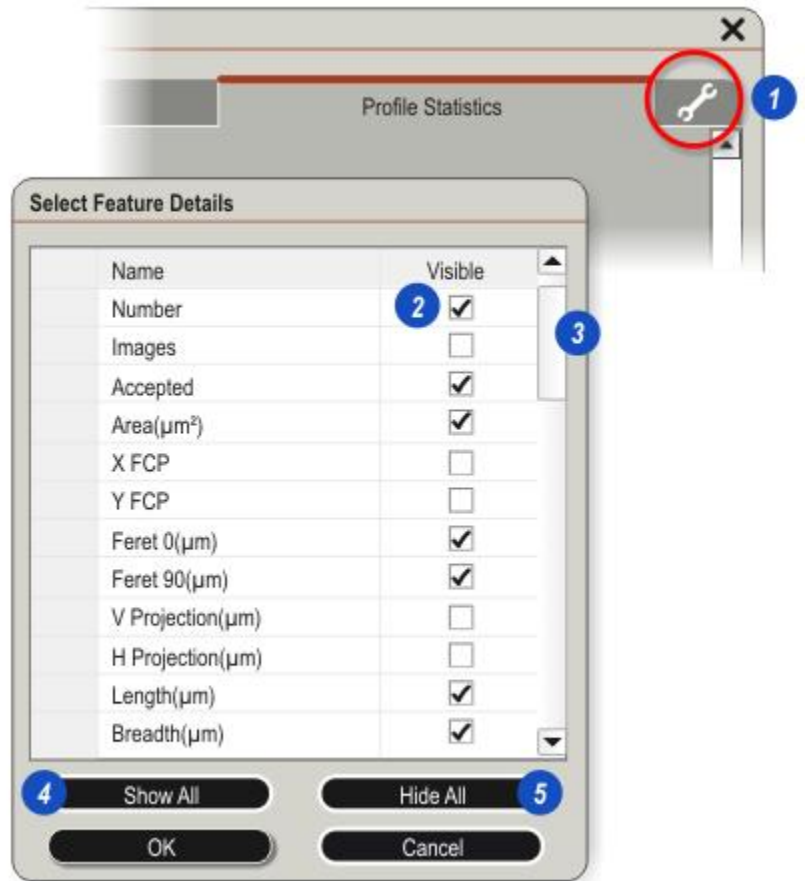 Profile Statistics
1
Select Feature Details
Name Visible
Number 2
3
Images
Accepted
Area(µm²)
X FCP
Y FCP
Feret 0(µm)
Feret 90(µm)
V Projection(µm)
H Projection(µm)
Length(µm)
Breadth(µm)
4 Show All Hide All 5
OK Cancel